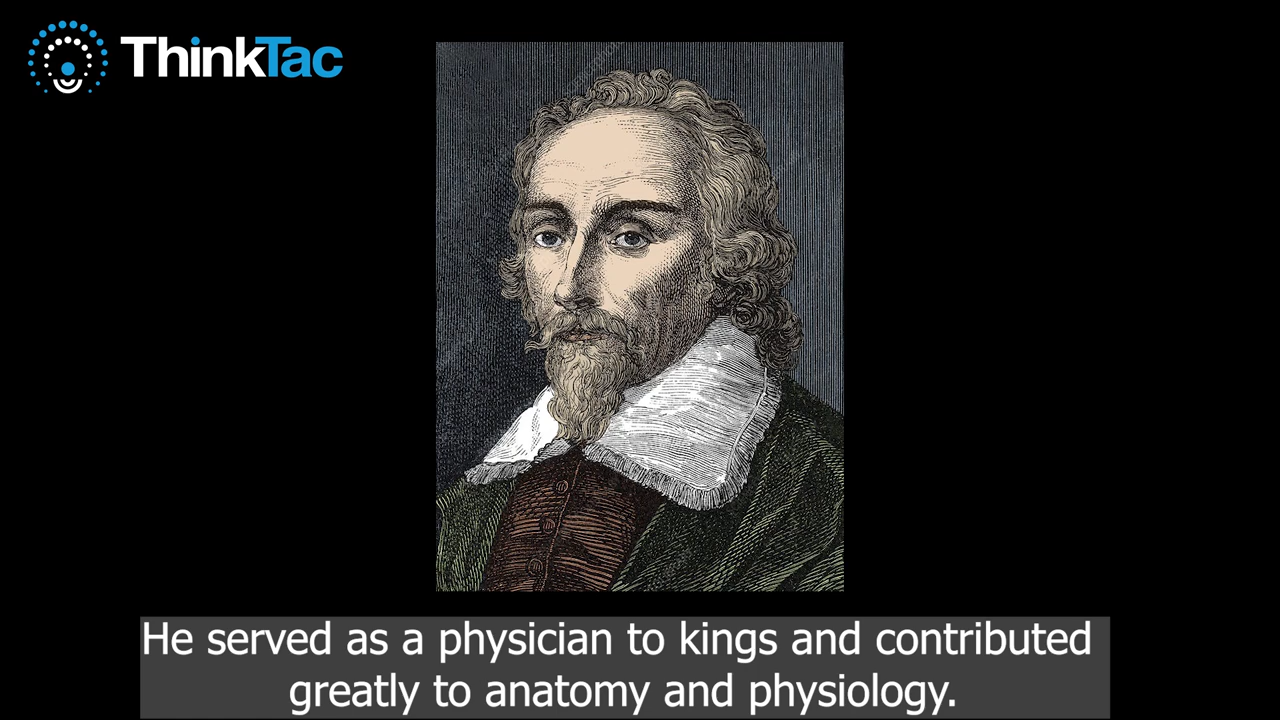 ThinkTac
He served as a physician to kings and contributed
greatly to anatomy and physiology.